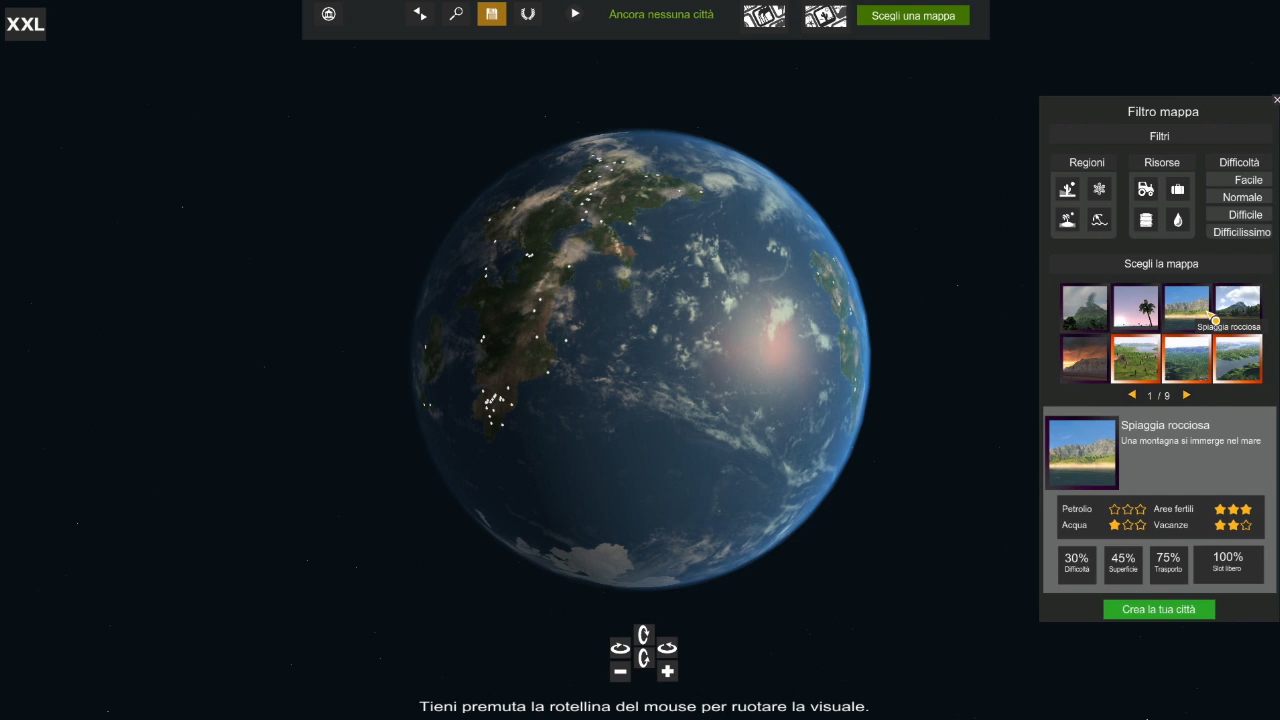 XXL
Ancora nessuna città
Scegli una mappa
Filtro mappa
Filtri
Regioni
Risorse
Difficoltà
Facile
Normale
Difficile
Difficilissimo
Scegli la mappa
Spiaggia rocciosa
1 / 9
Spiaggia rocciosa
Una montagna si immerge nel mare
Petrolio
Aree fertili
Acqua
Vacanze
30%
45%
75%
100%
Difficoltà
Superficie
Trasporto
Slot libero
Crea la tua città
Tieni premuta la rotellina del mouse per ruotare la visuale.